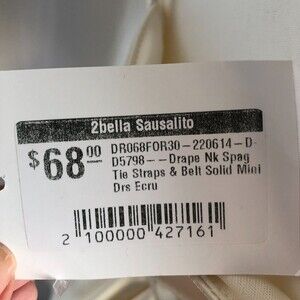 2bella Sausalito
$68.00
DR068FOR30-220614-D-
D5798- -Drape Nk Spag
Tie Straps & Belt Solid Mini
Drs Ecru
2 100000 427161